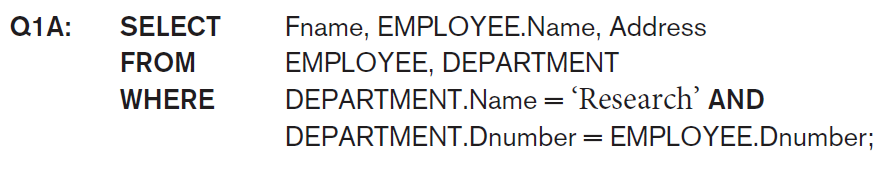 Q1A: SELECT Fname, EMPLOYEE.Name, Address
FROM EMPLOYEE, DEPARTMENT
WHERE DEPARTMENT.Name = ‘Research’ AND
DEPARTMENT.Dnumber = EMPLOYEE.Dnumber;